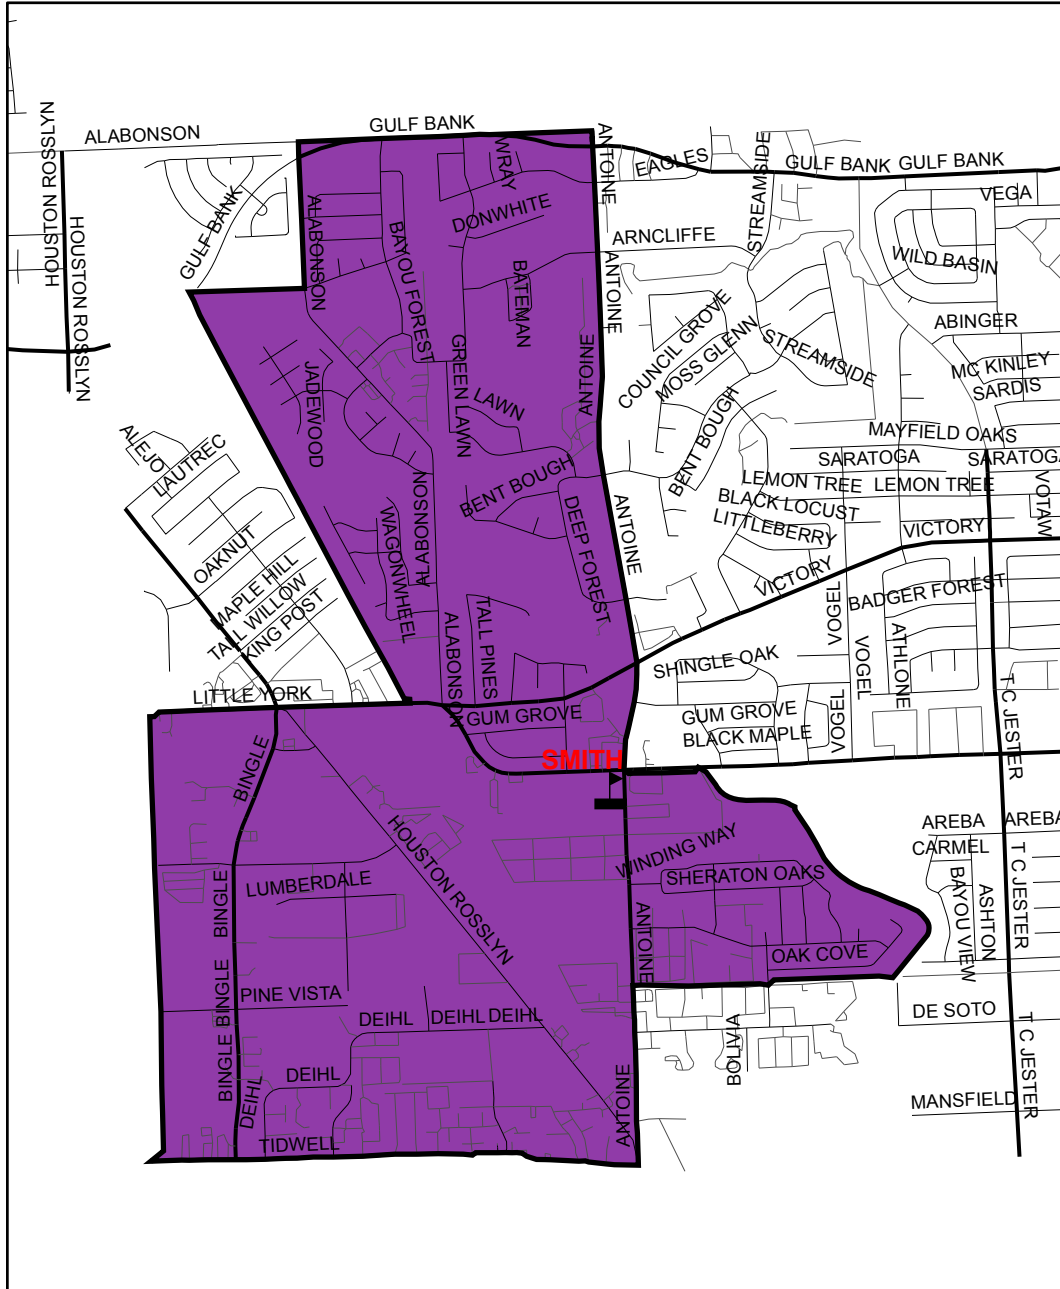 ALABONSON
GULF BANK
HOUSTON ROSSLYN
HOUSTON ROSSLYN
GULF BANK
ALABONSON
WRAY
ANTOINE
EAGLES
STREAMSIDE
GULF BANK
GULF BANK
VEGA
DONWHITE
BAYOU FOREST
ARNCLIFFE
ANTOINE
WILD BASIN
BATEMAN
COUNCIL GROVE
MOSS GLENN
STREAMSIDE
ABINGER
MC KINLEY
SARDIS
GREEN LAWN
ANTOINE
JADEWOOD
LAWN
BENT BOUGH
MAYFIELD OAKS
ALEJO
LAUTREC
SARATOGA
SARATOGA
BENT BOUGH
LEMON TREE
LEMON TREE
VOTAW
BLACK LOCUST
LITTLEBERRY
VICTORY
ALABONSON
WAGONWHEEL
DEEP FOREST
ANTOINE
OAKNUT
MAPLE HILL
TALL WILLOW
KING POST
VICTORY
VOGEL
BADGER FOREST
ATHLONE
VOGEL
ALABONSON
TALL PINES
SHINGLE OAK
LITTLE YORK
GUM GROVE
GUM GROVE
BLACK MAPLE
VOGEL
T C JESTER
SMITH
BINGLE
HOUSTON ROSSLYN
WINDING WAY
SHERATON OAKS
AREBA
AREBA
CARMEL
BAYOU VIEW
ASHTON
T C JESTER
LUMBERDALE
BINGLE
ANTOINE
OAK COVE
PINE VISTA
BINGLE
DEIHL
DEIHL
DEIHL
DE SOTO
BOLIVIA
T C JESTER
BINGLE
DEIHL
DEIHL
ANTOINE
MANSFIELD
TIDWELL